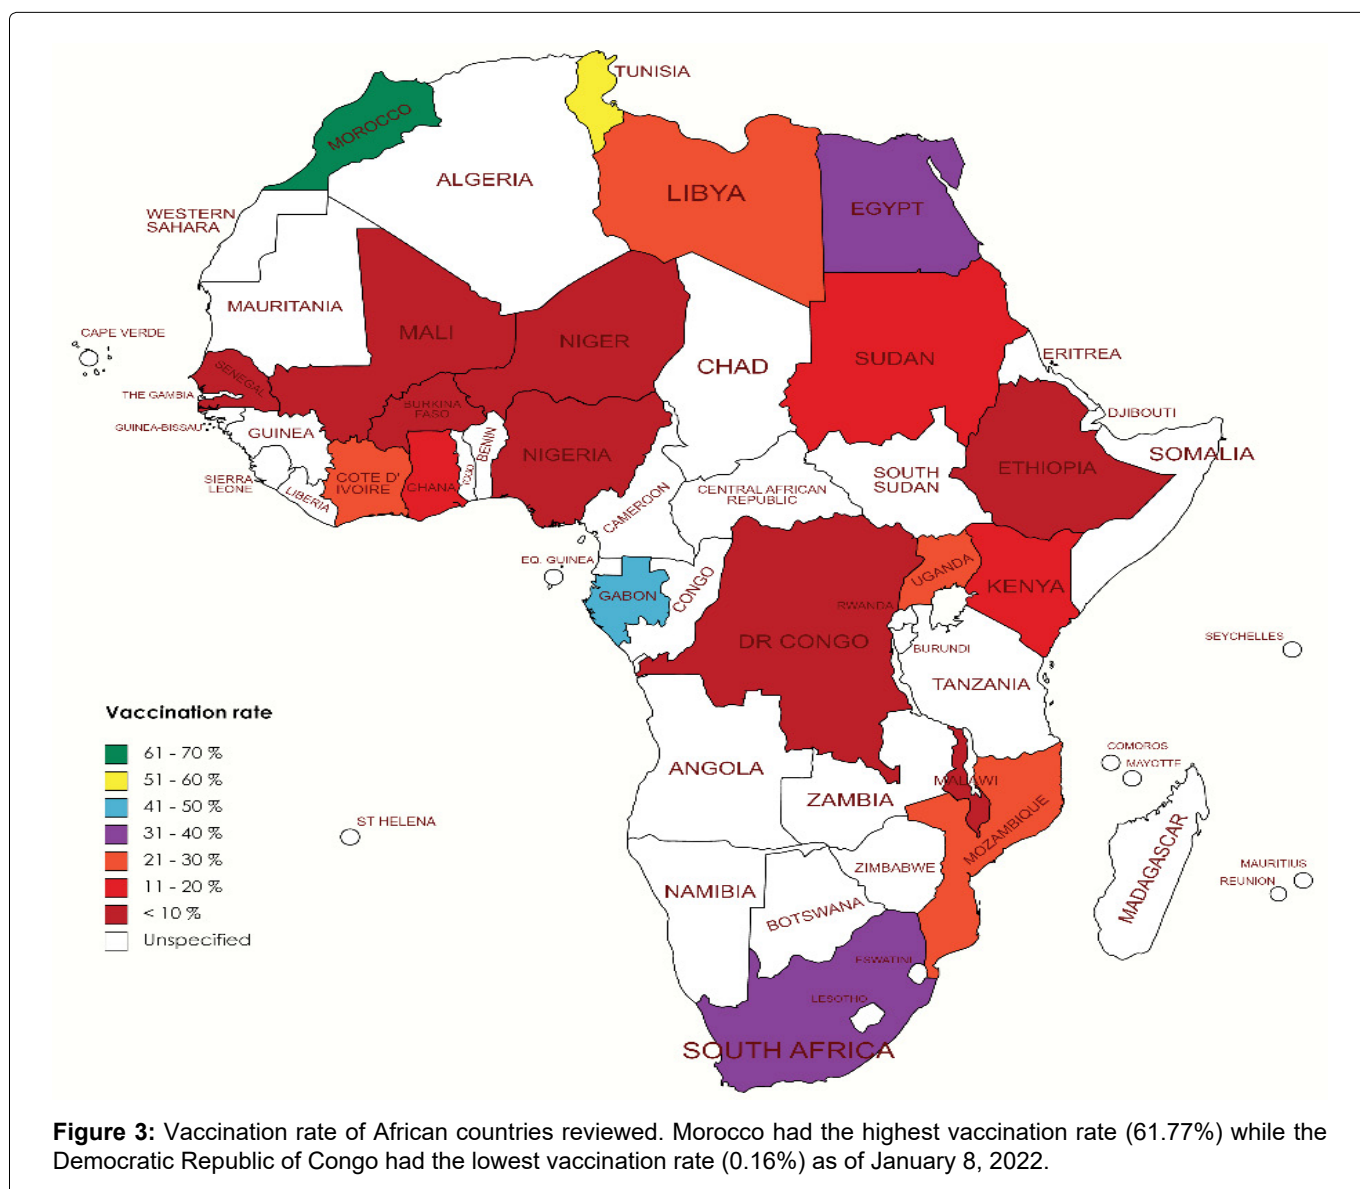 TUNISIA
MOROCCO
ALGERIA
LIBYA
EGYPT
WESTERN
SAHARA
MAURITANIA
MALI
NIGER
CAPE VERDE
CHAD
SUDAN
ERITREA
SENEGAL
THE GAMBIA
BURKINA
FASO
DJIBOUTI
GUINEA-BISSAU
GUINEA
BENIN
NIGERIA
SOMALIA
ETHIOPIA
SIERRA
LEONE
COTE D'
IVOIRE
GHANA
TOGO
SOUTH
SUDAN
LIBERIA
CAMEROON
CENTRAL AFRICAN
REPUBLIC
EQ. GUINEA
GABON
CONGO
UGANDA
KENYA
RWANDA
DR CONGO
BURUNDI
SEYCHELLES
TANZANIA
Vaccination rate
61 - 70 %
51 - 60 %
41 - 50 %
31 - 40 %
21 - 30 %
11 - 20 %
< 10 %
Unspecified
COMOROS
MAYOTTE
ANGOLA
MALAWI
ZAMBIA
ST HELENA
MOZAMBIQUE
MADAGASCAR
ZIMBABWE
MAURITIUS
REUNION
NAMIBIA
BOTSWANA
ESWATINI
LESOTHO
SOUTH AFRICA
Figure 3: Vaccination rate of African countries reviewed. Morocco had the highest vaccination rate (61.77%) while the
Democratic Republic of Congo had the lowest vaccination rate (0.16%) as of January 8, 2022.